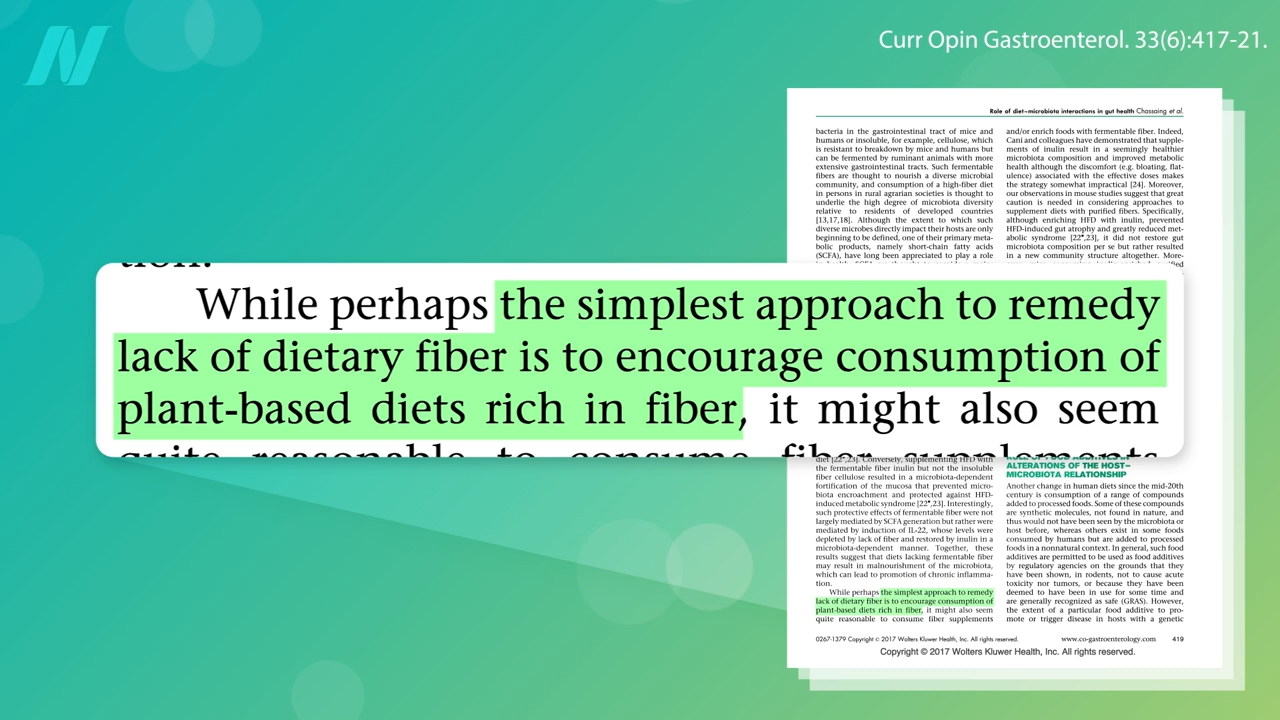 Curr Opin Gastroenterol. 33(6):417-21.
Role of diet–microbiota interactions in gut health Chassaing et al.
bacteria in the gastrointestinal tract of mice and
humans or insoluble, for example, cellulose, which
is resistant to breakdown by mice and humans but
can be fermented by ruminant animals with more
extensive gastrointestinal tracts. Such fermentable
fibers are thought to nourish a diverse microbial
community, and consumption of a high-fiber diet
in persons in rural agrarian societies is thought to
underlie the high degree of microbiota diversity
relative to residents of developed countries
[13,17,18]. Although the extent to which such
diverse microbes directly impact their hosts are only
beginning to be defined, one of their primary meta-
bolic products, namely short-chain fatty acids
(SCFA), have long been appreciated to play a role
and/or enrich foods with fermentable fiber. Indeed,
Cani and colleagues have demonstrated that supple-
ments of inulin result in a seemingly healthier
microbiota composition and improved metabolic
health although the discomfort (e.g. bloating, flat-
ulence) associated with the effective doses makes
the strategy somewhat impractical [24]. Moreover,
our observations in mouse studies suggest that great
caution is needed in considering approaches to
supplement diets with purified fibers. Specifically,
although enriching HFD with inulin, prevented
HFD-induced gut atrophy and greatly reduced met-
abolic syndrome [22▪,23], it did not restore gut
microbiota composition per se but rather resulted
in a new community structure altogether. More-
tion.
While perhaps the simplest approach to remedy
lack of dietary fiber is to encourage consumption of
plant-based diets rich in fiber, it might also seem
quite reasonable to consume fiber supplements
diet [22▪,23]. Conversely, supplementing HFD with
the fermentable fiber inulin but not the insoluble
fiber cellulose resulted in a microbiota-dependent
fortification of the mucosa that prevented micro-
biota encroachment and protected against HFD-
induced metabolic syndrome [22▪,23]. Interestingly,
such protective effects of fermentable fiber were not
largely mediated by SCFA generation but rather were
mediated by induction of IL-22, whose levels were
depleted by lack of fiber and restored by inulin in a
microbiota-dependent manner. Together, these
results suggest that diets lacking fermentable fiber
may result in malnourishment of the microbiota,
which can lead to promotion of chronic inflamma-
tion.
While perhaps the simplest approach to remedy
lack of dietary fiber is to encourage consumption of
plant-based diets rich in fiber, it might also seem
quite reasonable to consume fiber supplements
ROLE OF FOOD ADDITIVES IN
ALTERATIONS OF THE HOST–
MICROBIOTA RELATIONSHIP
Another change in human diets since the mid-20th
century is consumption of a range of compounds
added to processed foods. Some of these compounds
are synthetic molecules, not found in nature, and
thus would not have been seen by the microbiota or
host before, whereas others exist in some foods
consumed by humans but are added to processed
foods in a nonnatural context. In general, such food
additives are permitted to be used as food additives
by regulatory agencies on the grounds that they
have been shown, in rodents, not to cause acute
toxicity nor tumors, or because they have been
deemed to have been in use for some time and
are generally recognized as safe (GRAS). However,
the extent of a particular food additive to pro-
mote or trigger disease in hosts with a genetic
0267-1379 Copyright © 2017 Wolters Kluwer Health, Inc. All rights reserved.
www.co-gastroenterology.com 419
Copyright © 2017 Wolters Kluwer Health, Inc. All rights reserved.